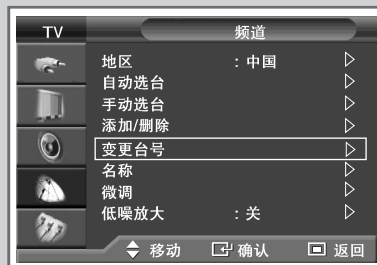 TV 频道
地区 : 中国
自动选台
手动选台
添加/删除
变更台号
名称
微调
低噪放大 : 关
移动 确认 返回